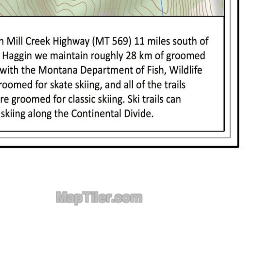 n Mill Creek Highway (MT 569) 11 miles south of
Haggin we maintain roughly 28 km of groomed
with the Montana Department of Fish, Wildlife
roomed for skate skiing, and all of the trails
re groomed for classic skiing. Ski trails can
skiing along the Continental Divide.
MapTiler.com